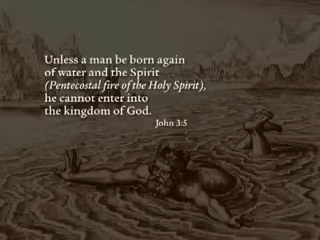 Unless a man be born again
of water and the Spirit
(Pentecostal fire of the Holy Spirit),
he cannot enter into
the kingdom of God.
John 3:5